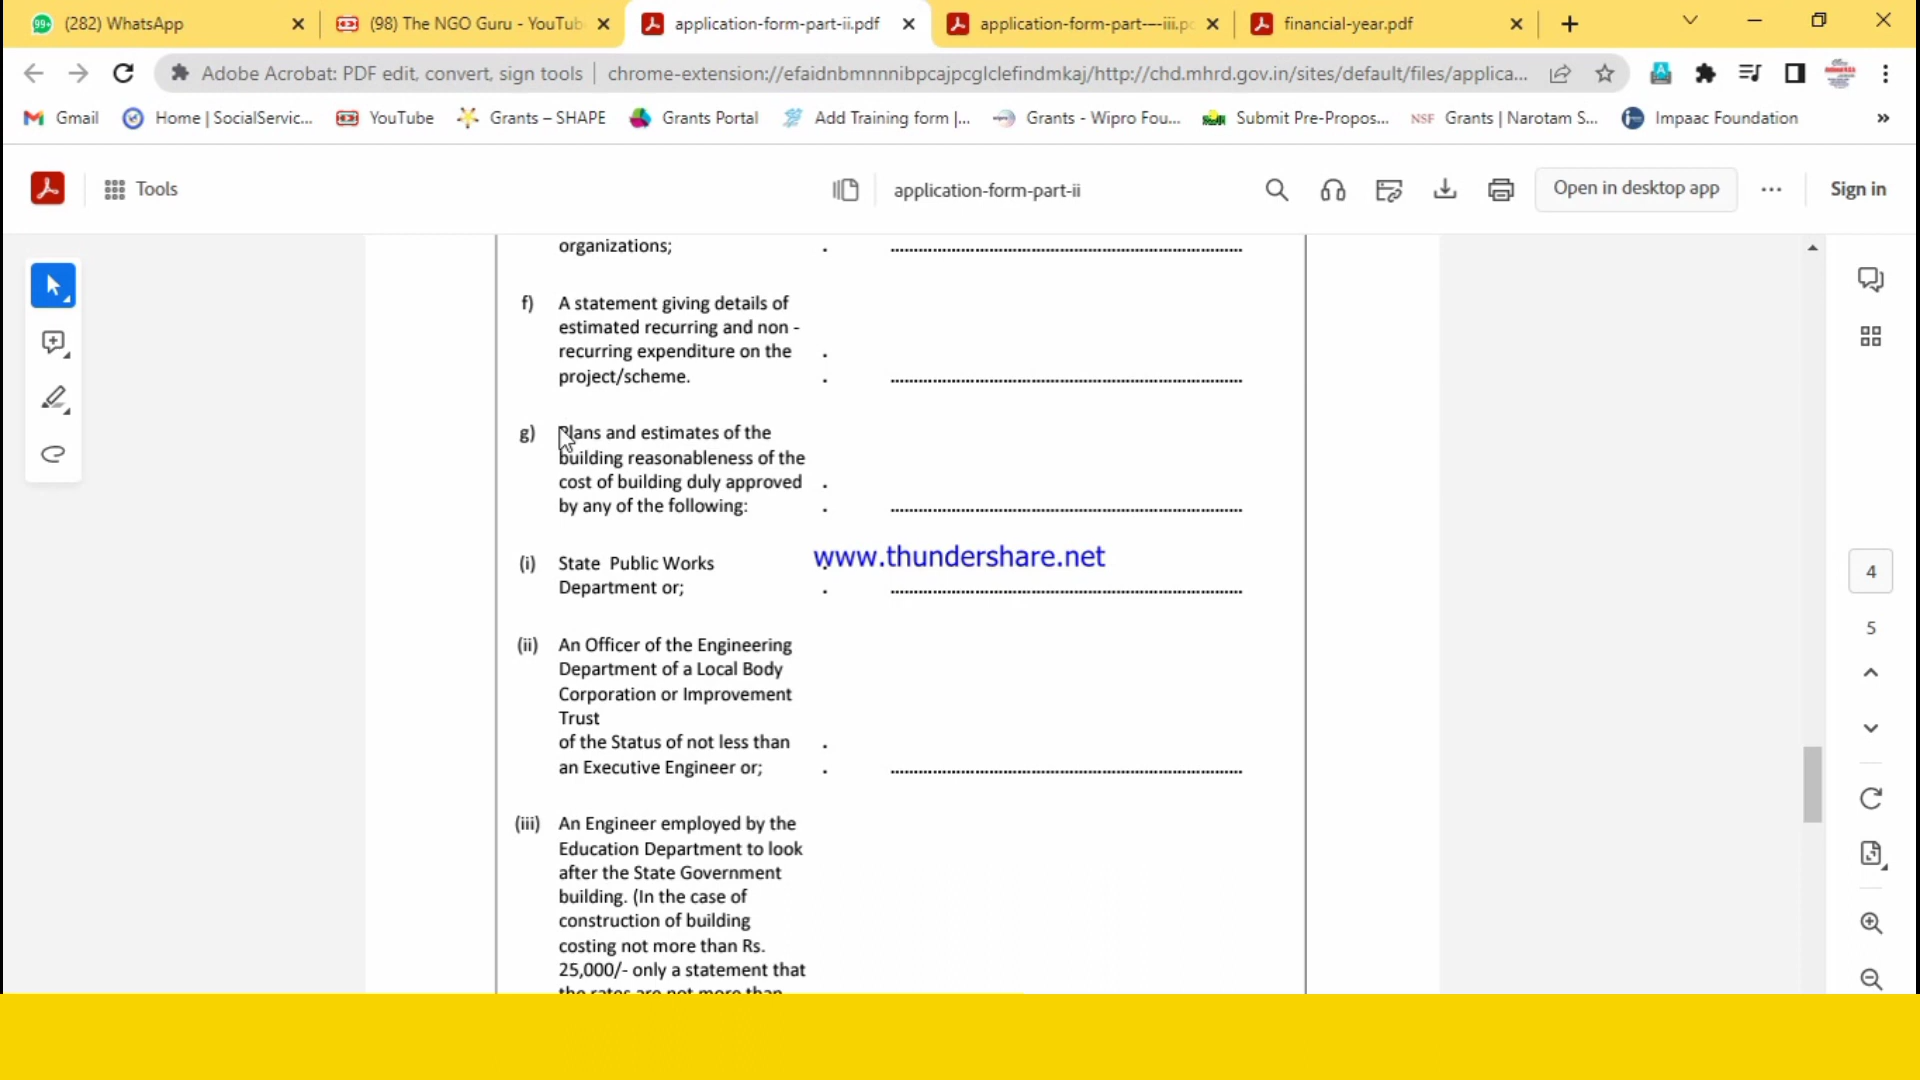 (282) WhatsApp
(98) The NGO Guru - YouTub
application-form-part-ii.pdf
application-form-part---iii.p
financial-year.pdf
Adobe Acrobat: PDF edit, convert, sign tools
chrome-extension://efaidnbmnnnibpcajpcglclefindmkaj/http://chd.mhrd.gov.in/sites/default/files/applica...
Gmail
Home | SocialServic...
YouTube
Grants – SHAPE
Grants Portal
Add Training form |...
Grants - Wipro Fou...
Submit Pre-Propos...
NSF Grants | Narotam S...
Impaac Foundation
»
Tools
application-form-part-ii
Open in desktop app
Sign in
organizations; . ............................................................................
f) A statement giving details of
estimated recurring and non -
recurring expenditure on the .
project/scheme. . ............................................................................
g) Plans and estimates of the
building reasonableness of the
cost of building duly approved .
by any of the following: . ............................................................................
www.thundershare.net
(i) State Public Works
Department or; . ............................................................................
(ii) An Officer of the Engineering
Department of a Local Body
Corporation or Improvement
Trust
of the Status of not less than .
an Executive Engineer or; . ............................................................................
(iii) An Engineer employed by the
Education Department to look
after the State Government
building. (In the case of
construction of building
costing not more than Rs.
25,000/- only a statement that
the rates are not more than
4
5